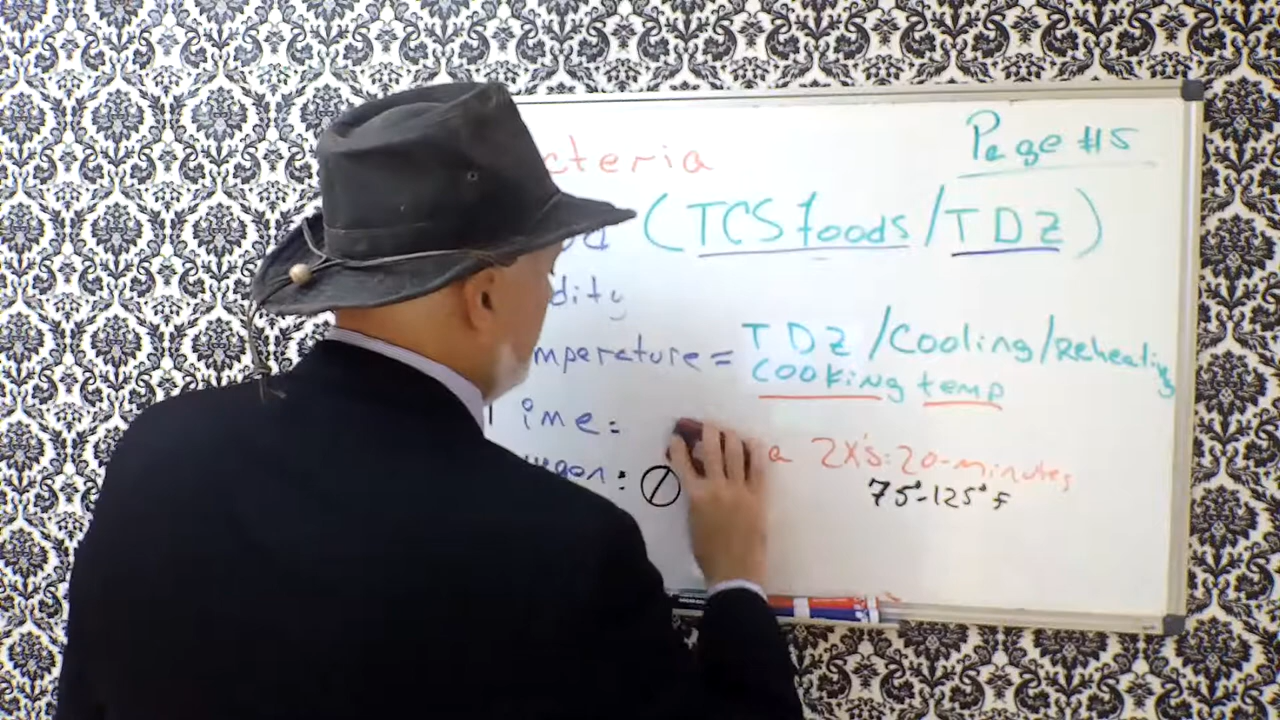 cteria
Page #5
(TCS foods/TDZ)
dity
mperature = TDZ/Cooling/Reheating
cooking temp
ime: a 2X's: 20-minutes
ygen: 75°-125° F